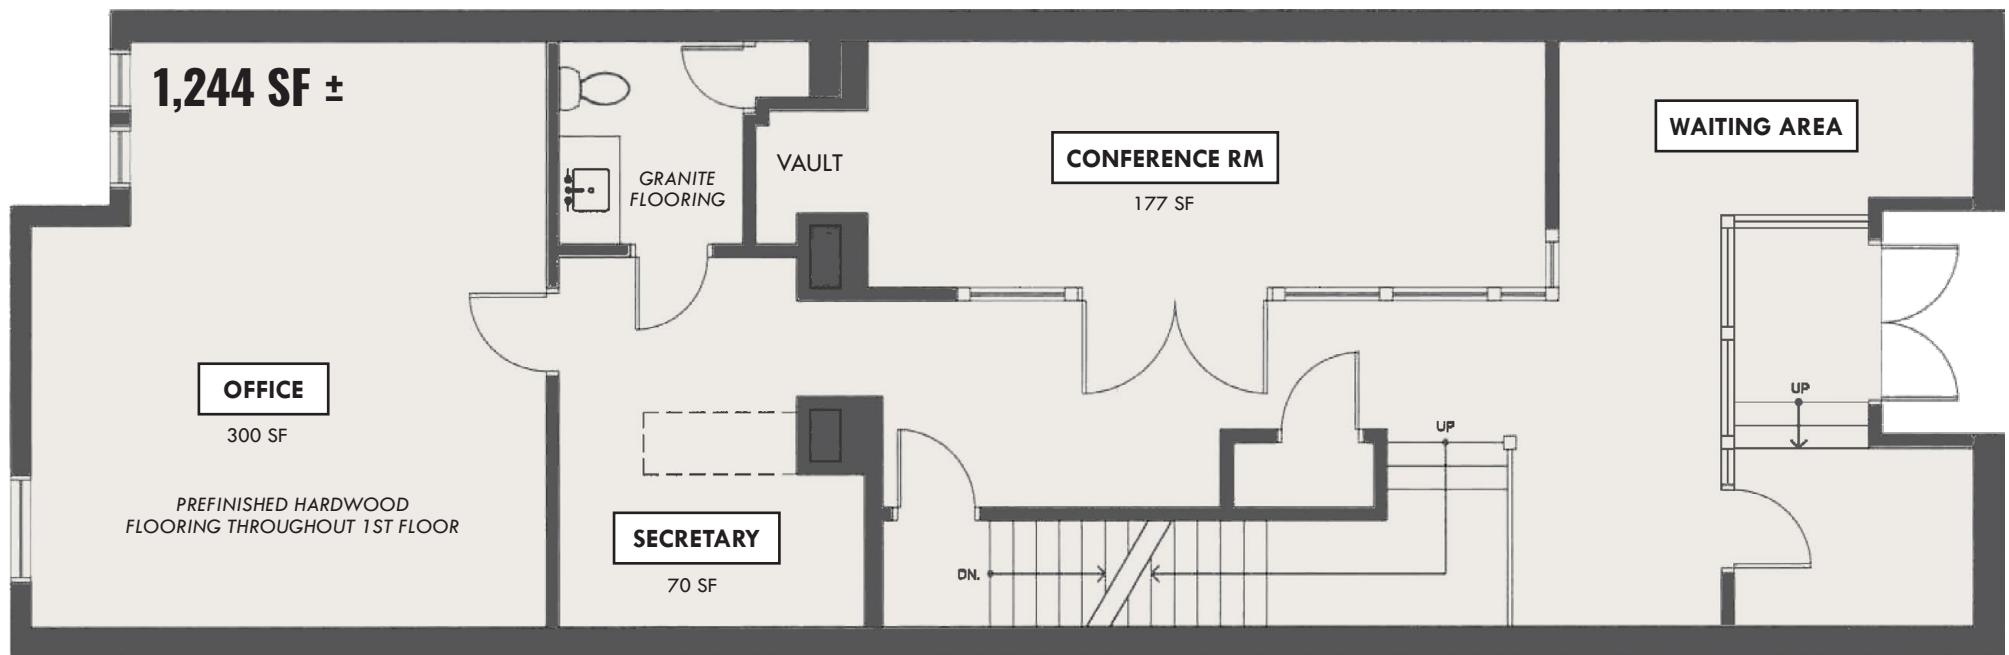 1,244 SF ±
WAITING AREA
CONFERENCE RM
177 SF
VAULT
GRANITE
FLOORING
UP
OFFICE
300 SF
UP
PREFINISHED HARDWOOD
FLOORING THROUGHOUT 1ST FLOOR
SECRETARY
70 SF
DN.